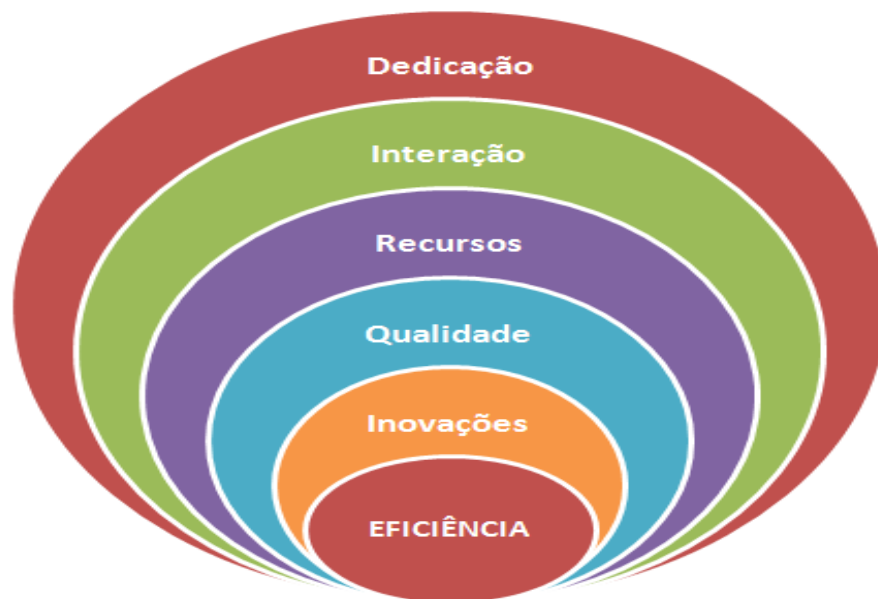 Dedicação
Interação
Recursos
Qualidade
Inovações
EFICIÊNCIA